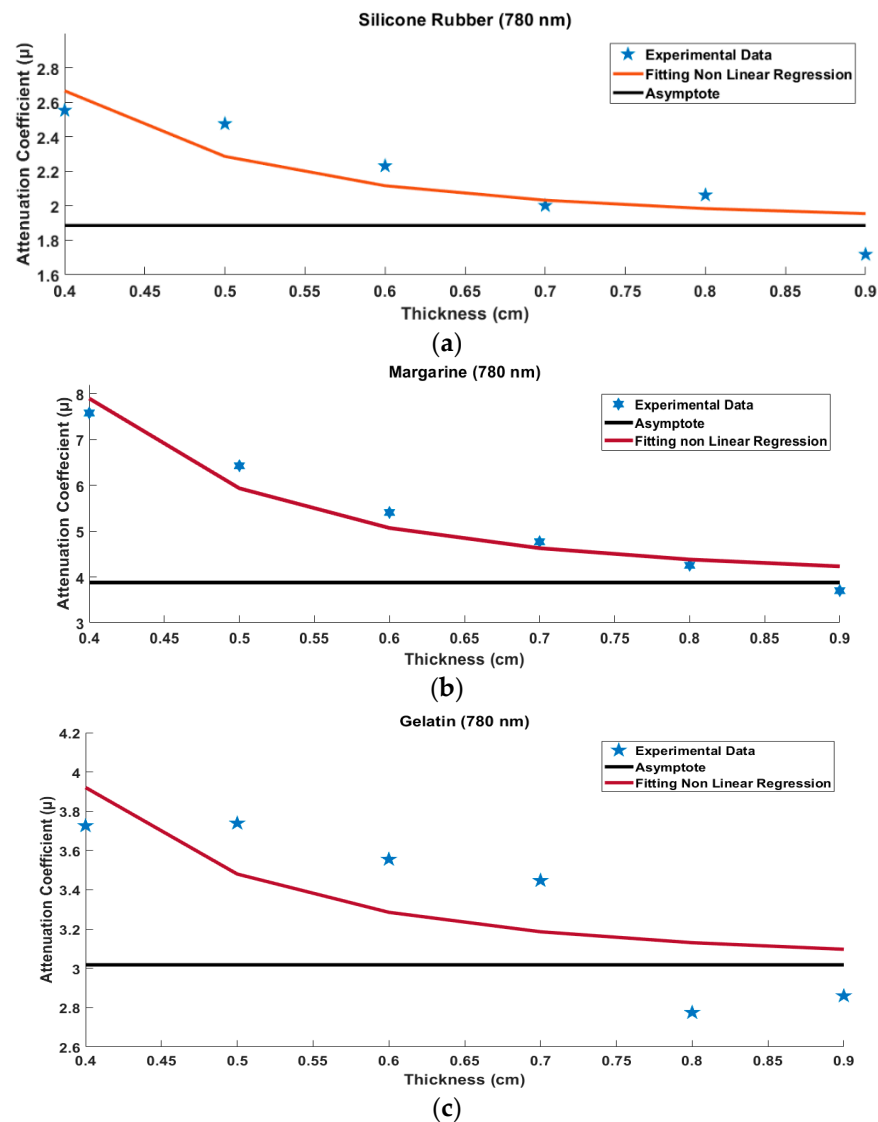 Silicone Rubber (780 nm)
Attenuation Coefficient (μ)
2.8
2.6
2.4
2.2
2
1.8
1.6
Experimental Data
Fitting Non Linear Regression
Asymptote
0.4 0.45 0.5 0.55 0.6 0.65 0.7 0.75 0.8 0.85 0.9
Thickness (cm)
(a)
Margarine (780 nm)
Attenuation Coeffecient (μ)
8
7
6
5
4
3
Experimental Data
Asymptote
Fitting non Linear Regression
0.4 0.45 0.5 0.55 0.6 0.65 0.7 0.75 0.8 0.85 0.9
Thickness (cm)
(b)
Gelatin (780 nm)
Attenuation Coefficient (μ)
4.2
4
3.8
3.6
3.4
3.2
3
2.8
2.6
Experimental Data
Asymptote
Fitting Non Linear Regression
0.4 0.45 0.5 0.55 0.6 0.65 0.7 0.75 0.8 0.85 0.9
Thickness (cm)
(c)